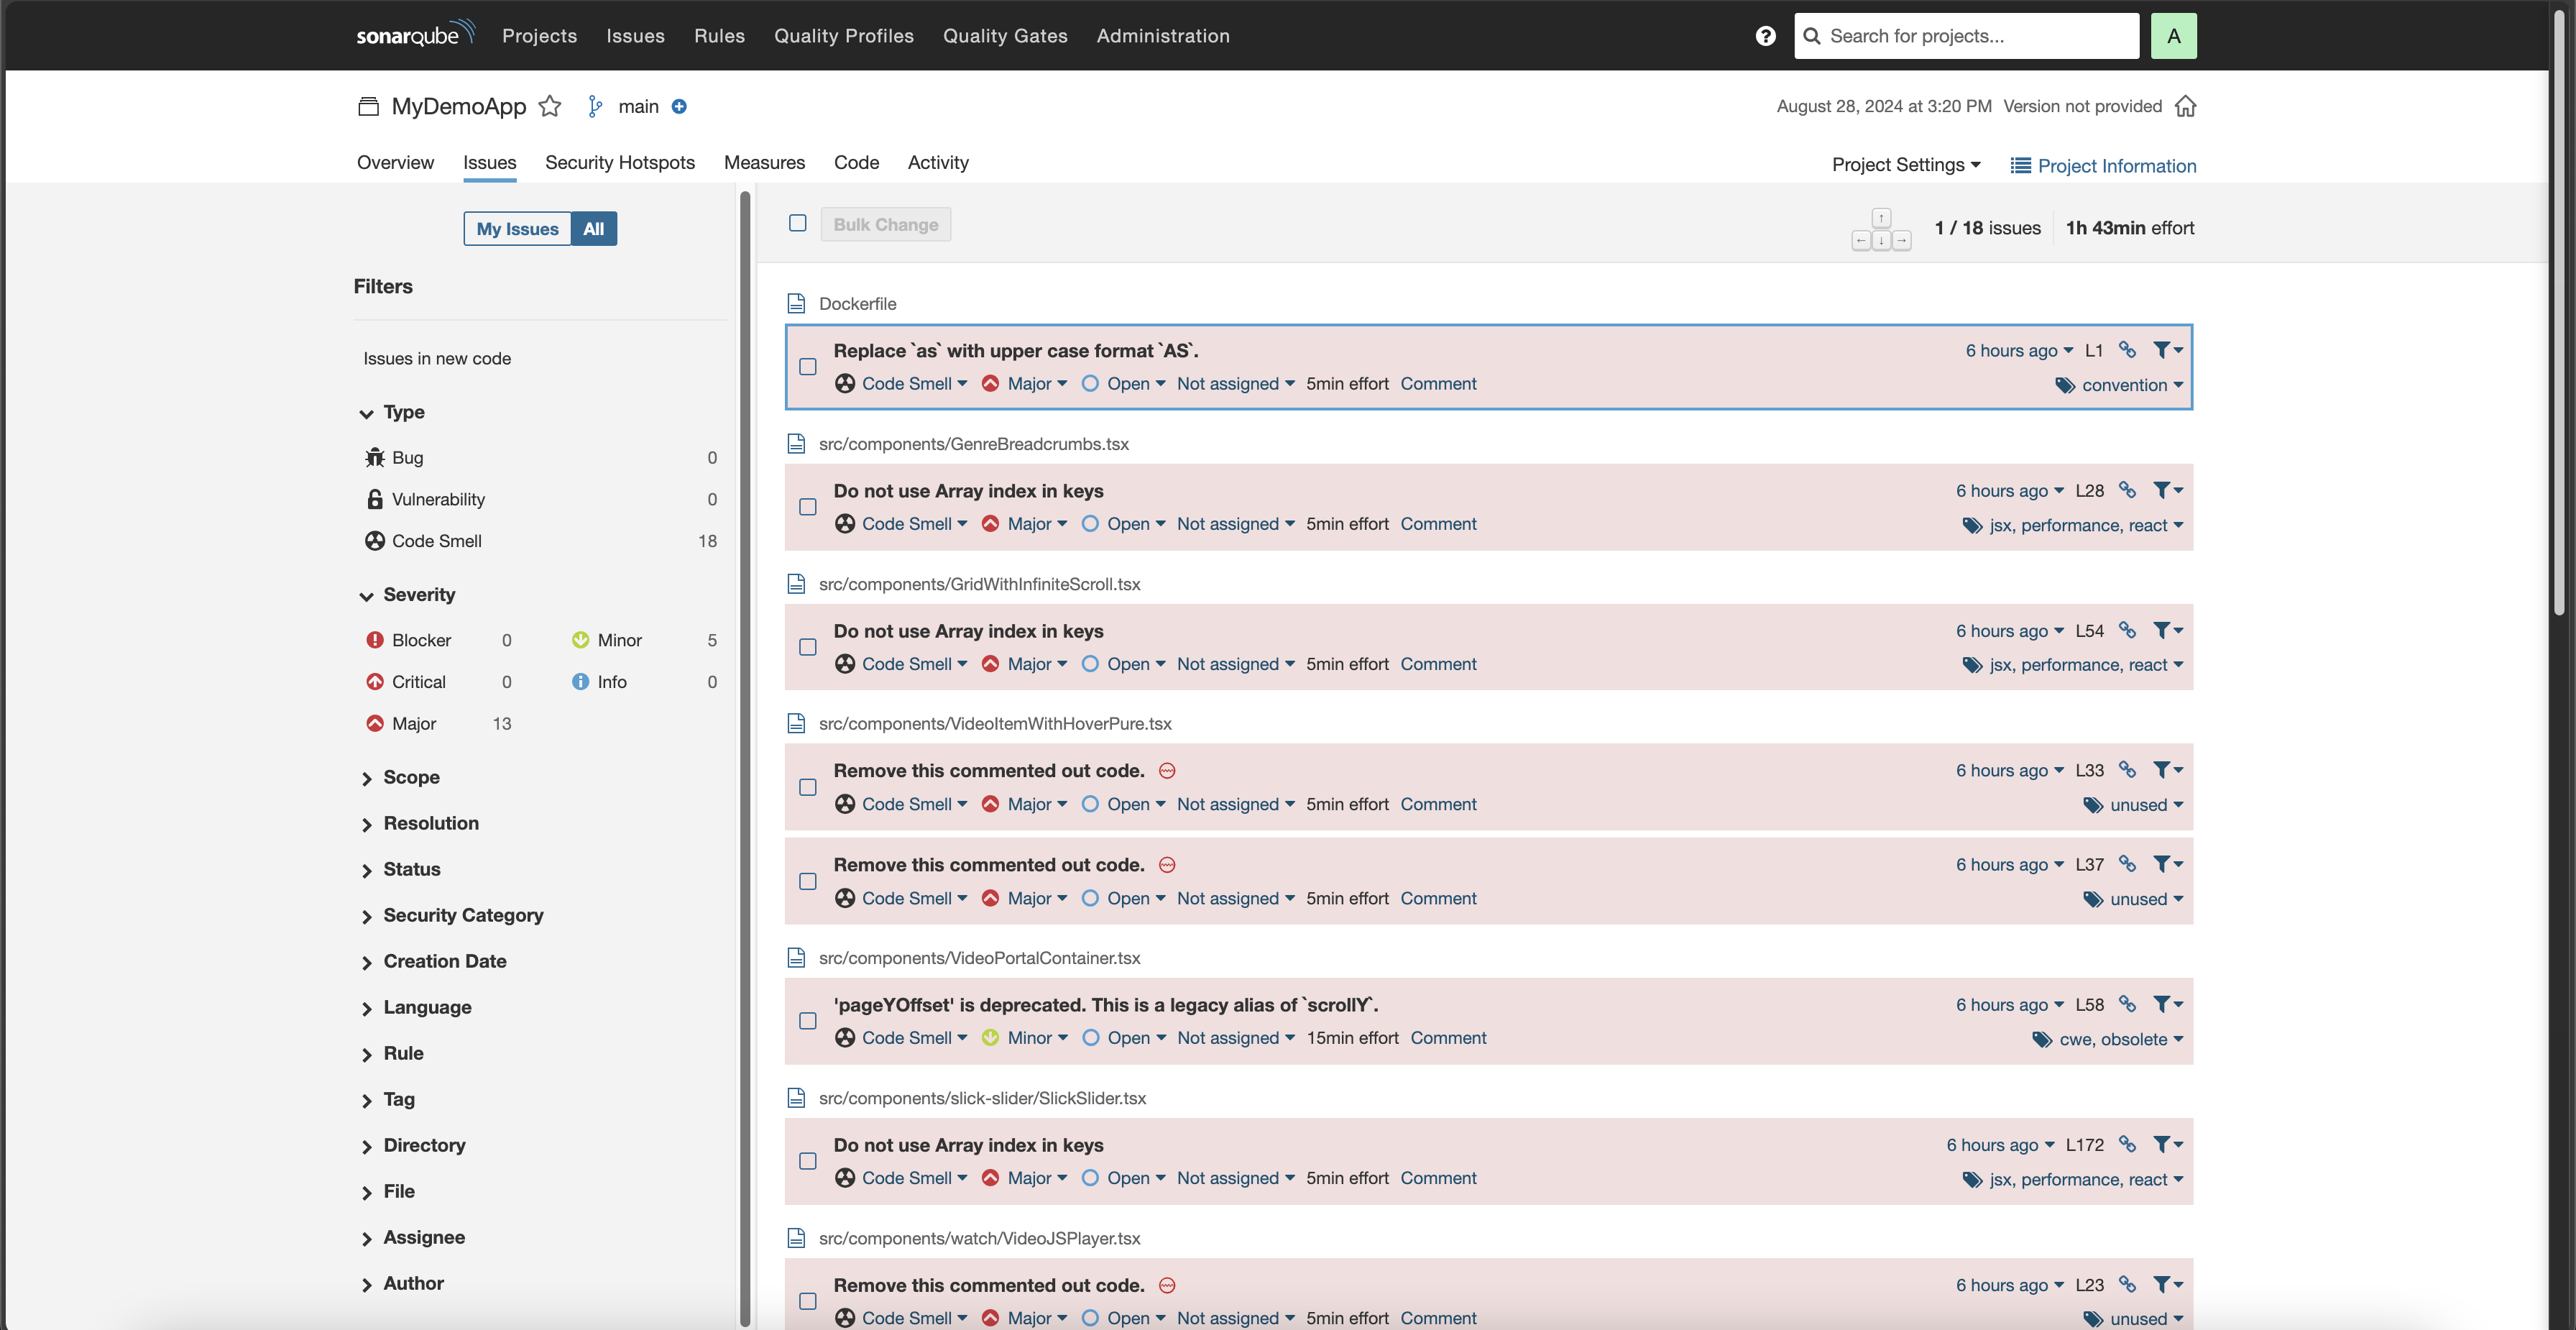 sonarqube Projects Issues Rules Quality Profiles Quality Gates Administration ? Search for projects... A
MyDemoApp main August 28, 2024 at 3:20 PM Version not provided
Overview Issues Security Hotspots Measures Code Activity Project Settings Project Information
My Issues All
Filters
Issues in new code
Type
Bug 0
Vulnerability 0
Code Smell 18
Severity
Blocker 0 Minor 5
Critical 0 Info 0
Major 13
Scope
Resolution
Status
Security Category
Creation Date
Language
Rule
Tag
Directory
File
Assignee
Author
Bulk Change ↑ ← ↓ → 1 / 18 issues 1h 43min effort
Dockerfile
Replace `as` with upper case format `AS`. 6 hours ago L1
Code Smell Major Open Not assigned 5min effort Comment convention
src/components/GenreBreadcrumbs.tsx
Do not use Array index in keys 6 hours ago L28
Code Smell Major Open Not assigned 5min effort Comment jsx, performance, react
src/components/GridWithInfiniteScroll.tsx
Do not use Array index in keys 6 hours ago L54
Code Smell Major Open Not assigned 5min effort Comment jsx, performance, react
src/components/VideoItemWithHoverPure.tsx
Remove this commented out code. 6 hours ago L33
Code Smell Major Open Not assigned 5min effort Comment unused
Remove this commented out code. 6 hours ago L37
Code Smell Major Open Not assigned 5min effort Comment unused
src/components/VideoPortalContainer.tsx
'pageYOffset' is deprecated. This is a legacy alias of `scrollY`. 6 hours ago L58
Code Smell Minor Open Not assigned 15min effort Comment cwe, obsolete
src/components/slick-slider/SlickSlider.tsx
Do not use Array index in keys 6 hours ago L172
Code Smell Major Open Not assigned 5min effort Comment jsx, performance, react
src/components/watch/VideoJSPlayer.tsx
Remove this commented out code. 6 hours ago L23
Code Smell Major Open Not assigned 5min effort Comment unused